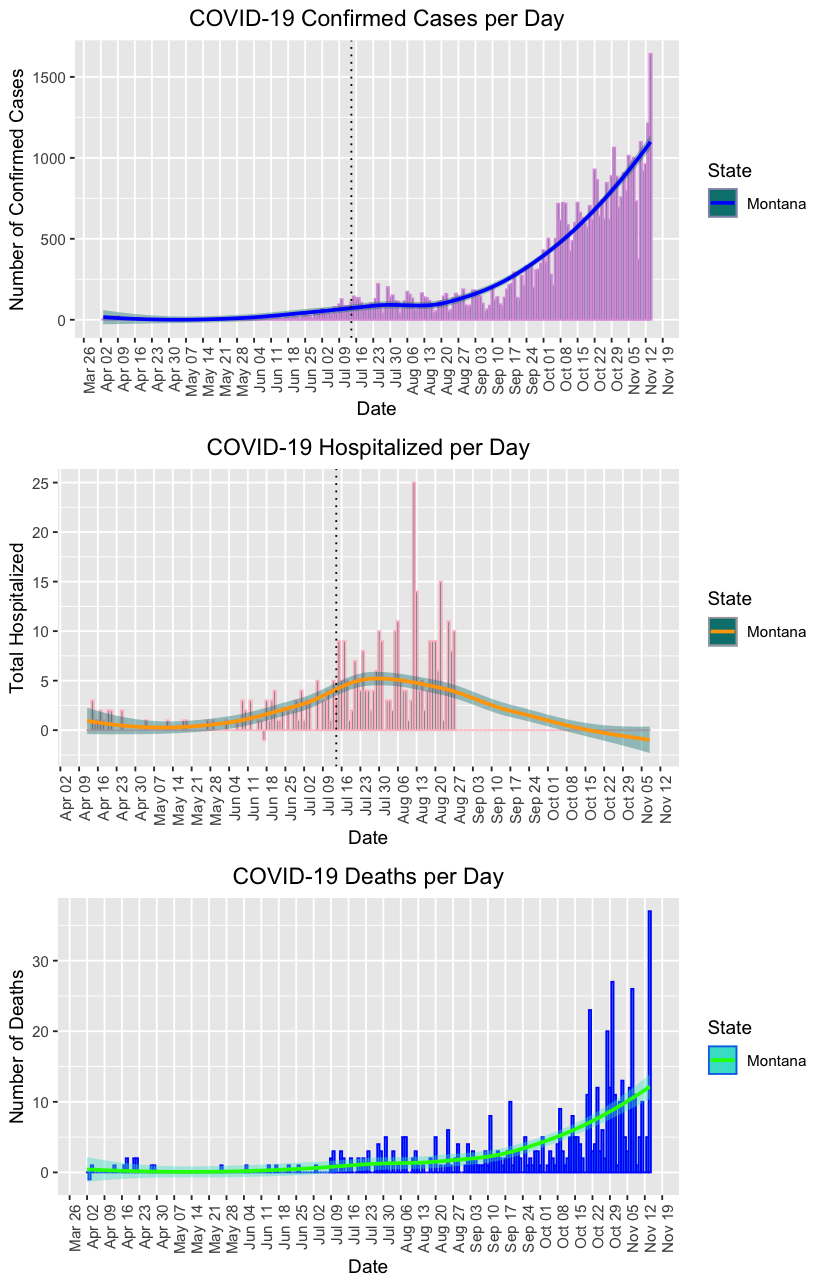 COVID-19 Confirmed Cases per Day
Number of Confirmed Cases
1500
1000
500
0
Mar 26 Apr 02 Apr 09 Apr 16 Apr 23 Apr 30 May 07 May 14 May 21 May 28 Jun 04 Jun 11 Jun 18 Jun 25 Jul 02 Jul 09 Jul 16 Jul 23 Jul 30 Aug 06 Aug 13 Aug 20 Aug 27 Sep 03 Sep 10 Sep 17 Sep 24 Oct 01 Oct 08 Oct 15 Oct 22 Oct 29 Nov 05 Nov 12 Nov 19
Date
State
Montana
COVID-19 Hospitalized per Day
Total Hospitalized
25
20
15
10
5
0
Apr 02 Apr 09 Apr 16 Apr 23 Apr 30 May 07 May 14 May 21 May 28 Jun 04 Jun 11 Jun 18 Jun 25 Jul 02 Jul 09 Jul 16 Jul 23 Jul 30 Aug 06 Aug 13 Aug 20 Aug 27 Sep 03 Sep 10 Sep 17 Sep 24 Oct 01 Oct 08 Oct 15 Oct 22 Oct 29 Nov 05 Nov 12
Date
State
Montana
COVID-19 Deaths per Day
Number of Deaths
30
20
10
0
Mar 26 Apr 02 Apr 09 Apr 16 Apr 23 Apr 30 May 07 May 14 May 21 May 28 Jun 04 Jun 11 Jun 18 Jun 25 Jul 02 Jul 09 Jul 16 Jul 23 Jul 30 Aug 06 Aug 13 Aug 20 Aug 27 Sep 03 Sep 10 Sep 17 Sep 24 Oct 01 Oct 08 Oct 15 Oct 22 Oct 29 Nov 05 Nov 12 Nov 19
Date
State
Montana